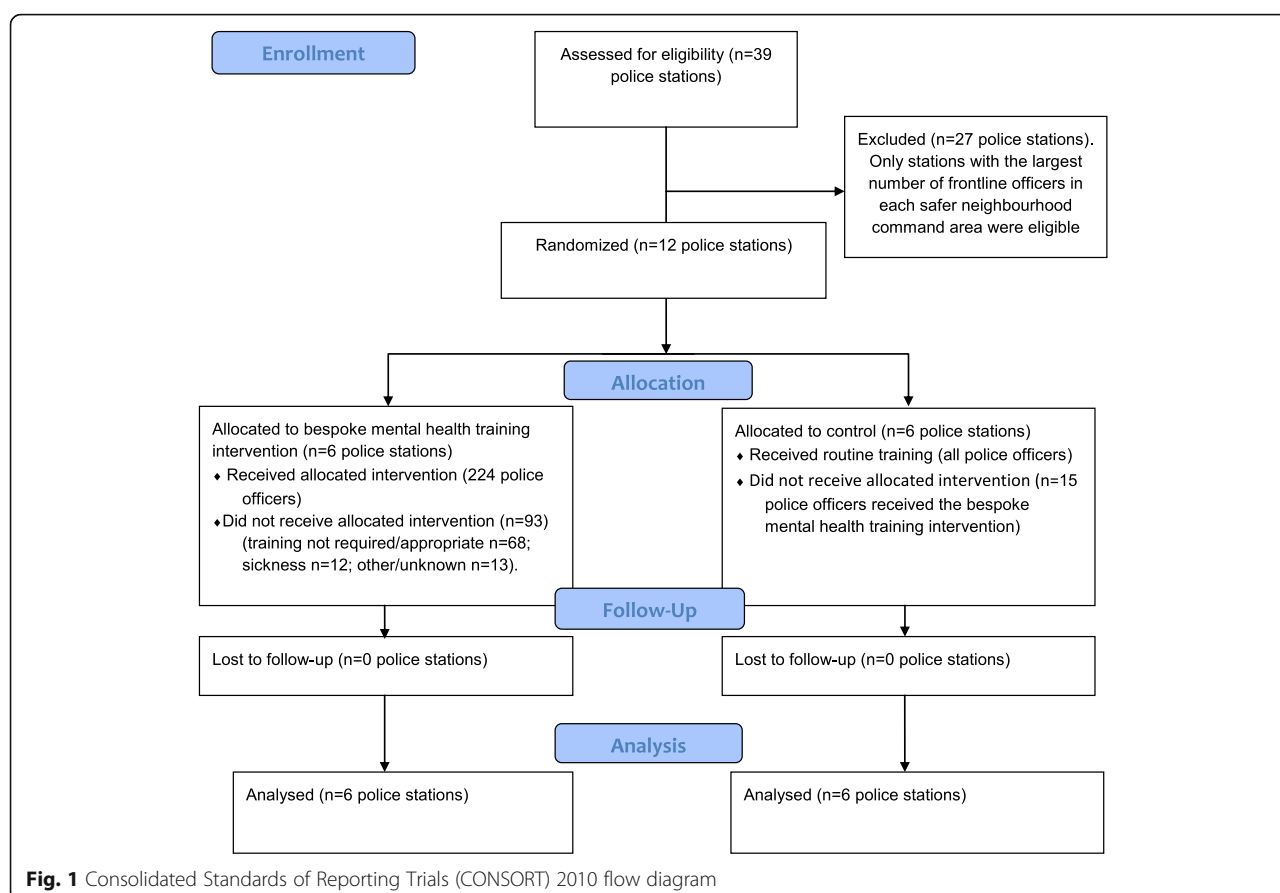 Enrollment
Assessed for eligibility (n=39
police stations)
Excluded (n=27 police stations).
Only stations with the largest
number of frontline officers in
each safer neighbourhood
command area were eligible
Randomized (n=12 police stations)
Allocation
Allocated to bespoke mental health training
intervention (n=6 police stations)
♦ Received allocated intervention (224 police
officers)
♦Did not receive allocated intervention (n=93)
(training not required/appropriate n=68;
sickness n=12; other/unknown n=13).
Allocated to control (n=6 police stations)
♦ Received routine training (all police officers)
♦ Did not receive allocated intervention (n=15
police officers received the bespoke
mental health training intervention)
Follow-Up
Lost to follow-up (n=0 police stations)
Lost to follow-up (n=0 police stations)
Analysis
Analysed (n=6 police stations)
Analysed (n=6 police stations)
Fig. 1 Consolidated Standards of Reporting Trials (CONSORT) 2010 flow diagram